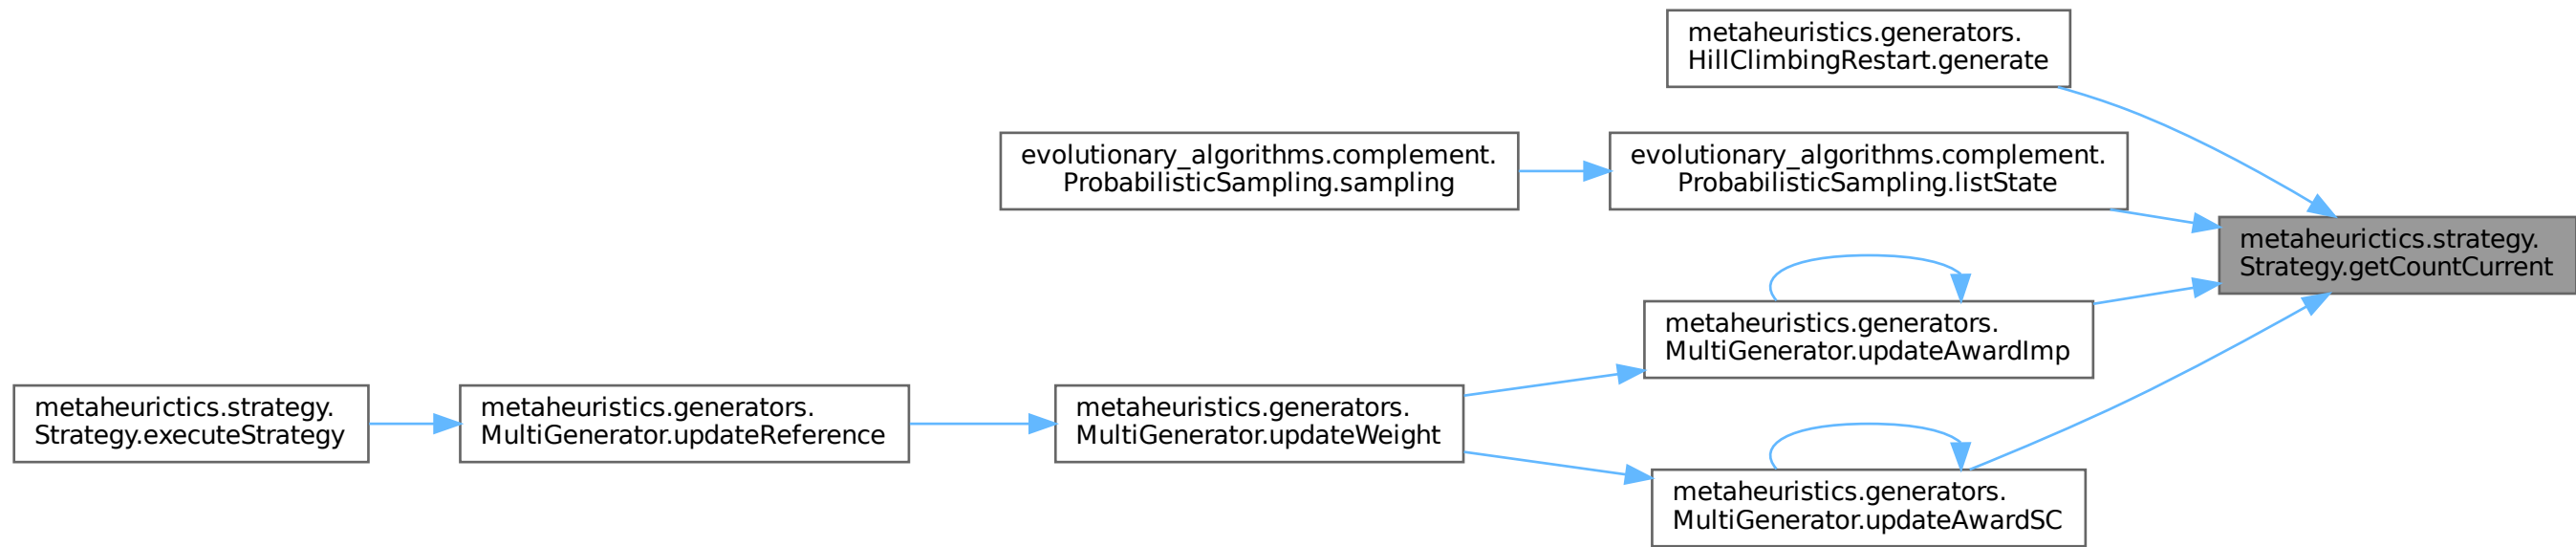 metaheuristics.generators.
HillClimbingRestart.generate
evolutionary_algorithms.complement.
ProbabilisticSampling.sampling
evolutionary_algorithms.complement.
ProbabilisticSampling.listState
metaheurictics.strategy.
Strategy.getCountCurrent
metaheuristics.generators.
MultiGenerator.updateAwardImp
metaheurictics.strategy.
Strategy.executeStrategy
metaheuristics.generators.
MultiGenerator.updateReference
metaheuristics.generators.
MultiGenerator.updateWeight
metaheuristics.generators.
MultiGenerator.updateAwardSC